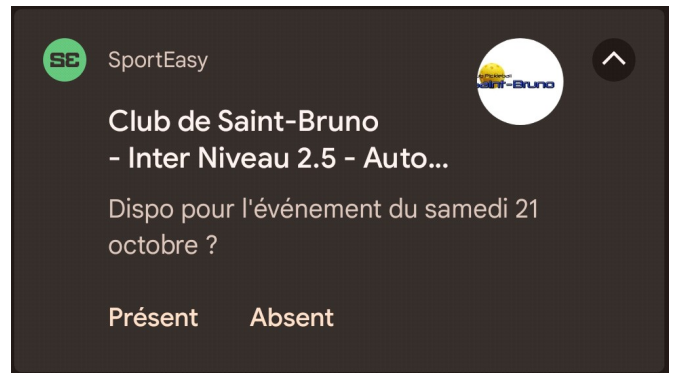 SE
SportEasy
Pickleball
Saint-Bruno
Club de Saint-Bruno
- Inter Niveau 2.5 - Auto...
Dispo pour l'événement du samedi 21
octobre ?
Présent Absent